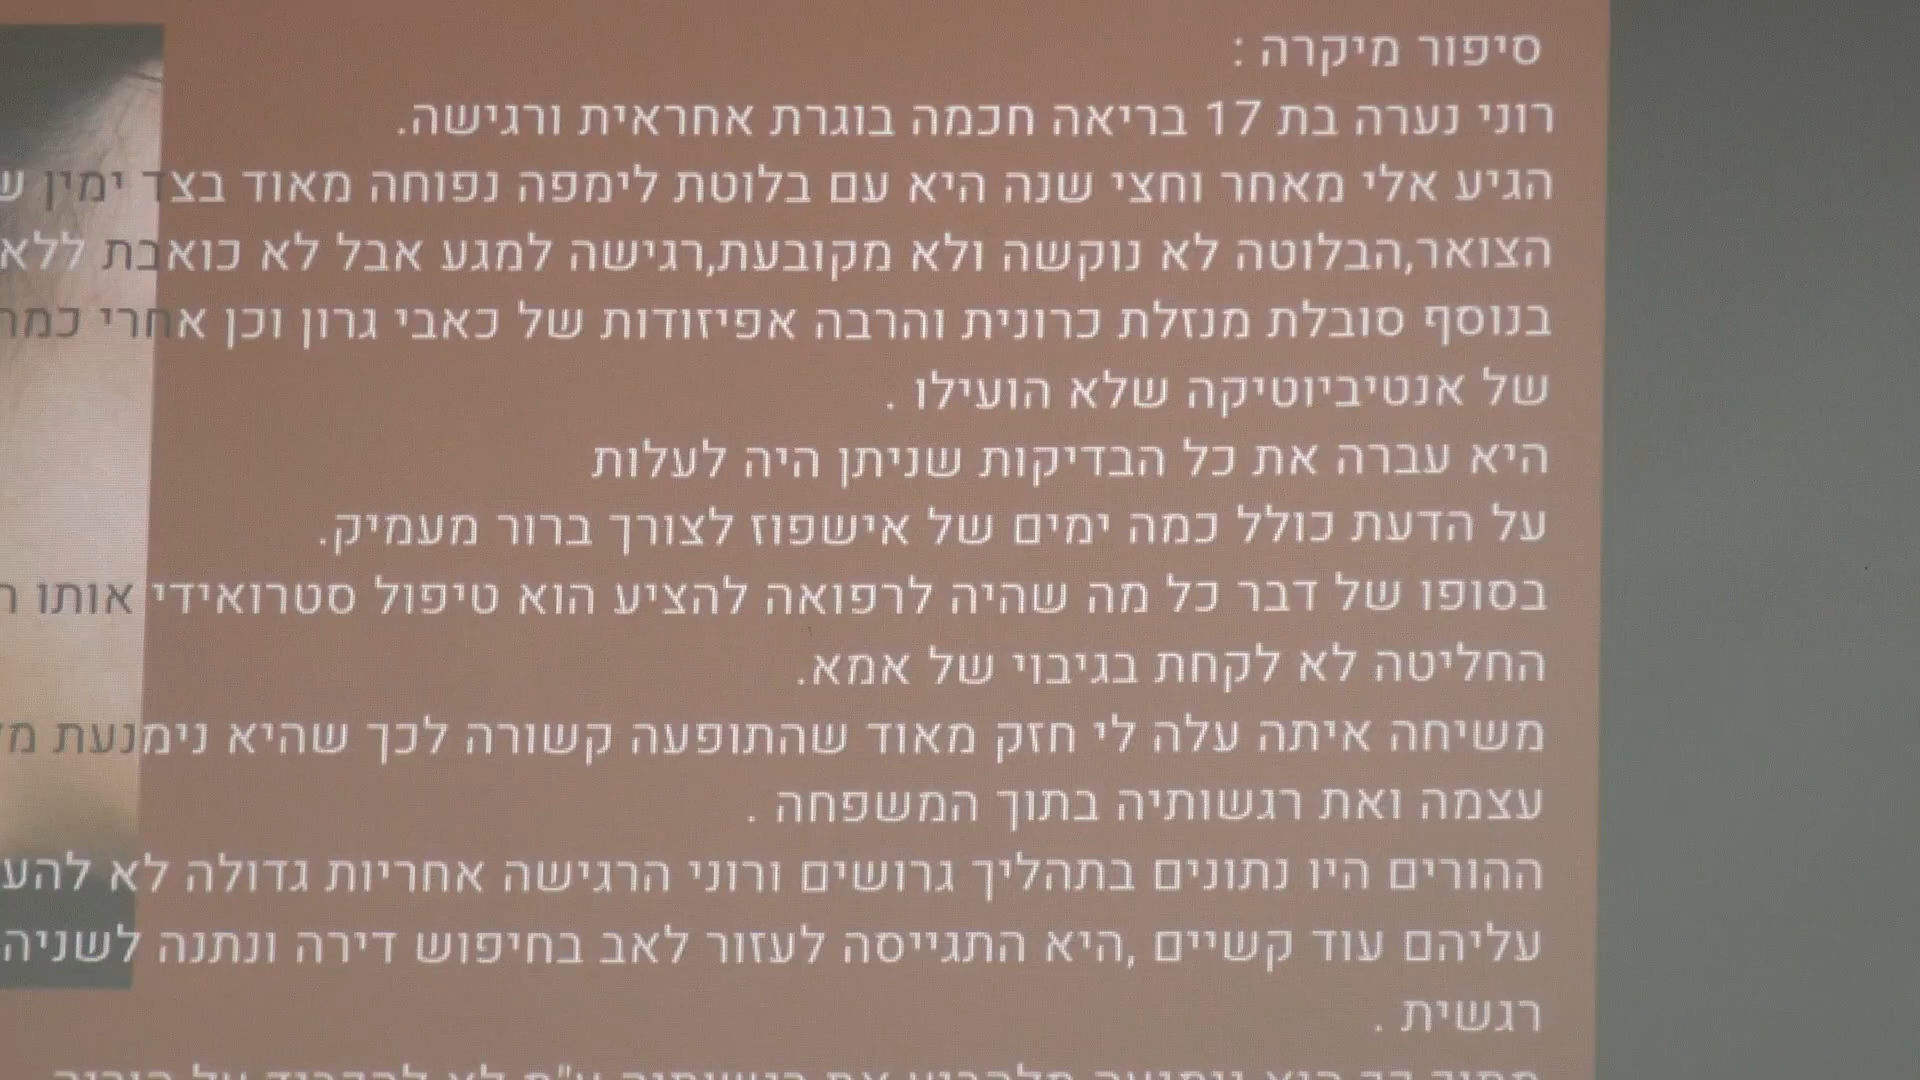 סיפור מיקרה :
רוני נערה בת 17 בריאה חכמה בוגרת אחראית ורגישה.
הגיע אלי מאחר וחצי שנה היא עם בלוטת לימפה נפוחה מאוד בצד ימין
הצואר,הבלוטה לא נוקשה ולא מקובעת,רגישה למגע אבל לא כואבת ללא
בנוסף סובלת מנזלת כרונית והרבה אפיזודות של כאבי גרון וכן אחרי
של אנטיביוטיקה שלא הועילו .
היא עברה את כל הבדיקות שניתן היה לעלות
על הדעת כולל כמה ימים של אישפוז לצורך ברור מעמיק.
בסופו של דבר כל מה שהיה לרפואה להציע הוא טיפול סטרואידי אותו
החליטה לא לקחת בגיבוי של אמא.
משיחה איתה עלה לי חזק מאוד שהתופעה קשורה לכך שהיא נימנעת
עצמה ואת רגשותיה בתוך המשפחה .
ההורים היו נתונים בתהליך גרושים ורוני הרגישה אחריות גדולה לא
עליהם עוד קשיים ,היא התגייסה לעזור לאב בחיפוש דירה ונתנה לשניה
רגשית .